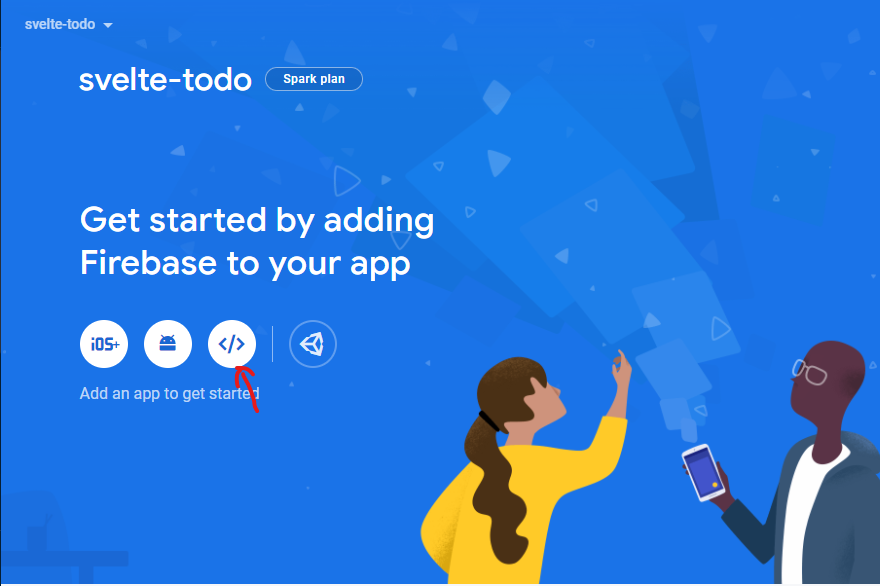 svelte-todo
svelte-todo
Spark plan
Get started by adding
Firebase to your app
iOS+
</>
Add an app to get started